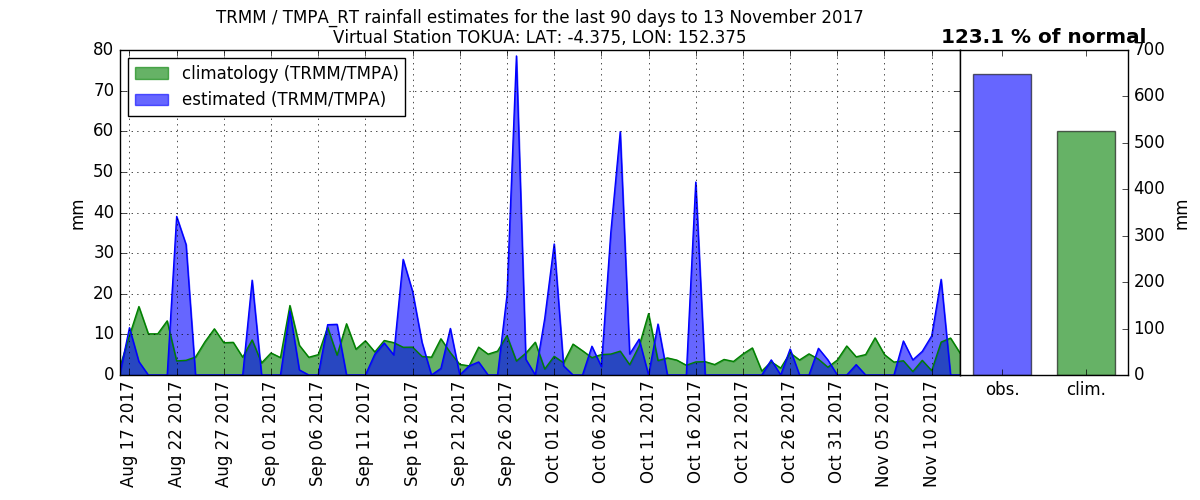 TRMM / TMPA_RT rainfall estimates for the last 90 days to 13 November 2017
Virtual Station TOKUA: LAT: -4.375, LON: 152.375
123.1 % of normal
climatology (TRMM/TMPA)
estimated (TRMM/TMPA)
mm
80
70
60
50
40
30
20
10
0
Aug 17 2017
Aug 22 2017
Aug 27 2017
Sep 01 2017
Sep 06 2017
Sep 11 2017
Sep 16 2017
Sep 21 2017
Sep 26 2017
Oct 01 2017
Oct 06 2017
Oct 11 2017
Oct 16 2017
Oct 21 2017
Oct 26 2017
Oct 31 2017
Nov 05 2017
Nov 10 2017
obs.
clim.
700
600
500
400
300
200
100
0
mm